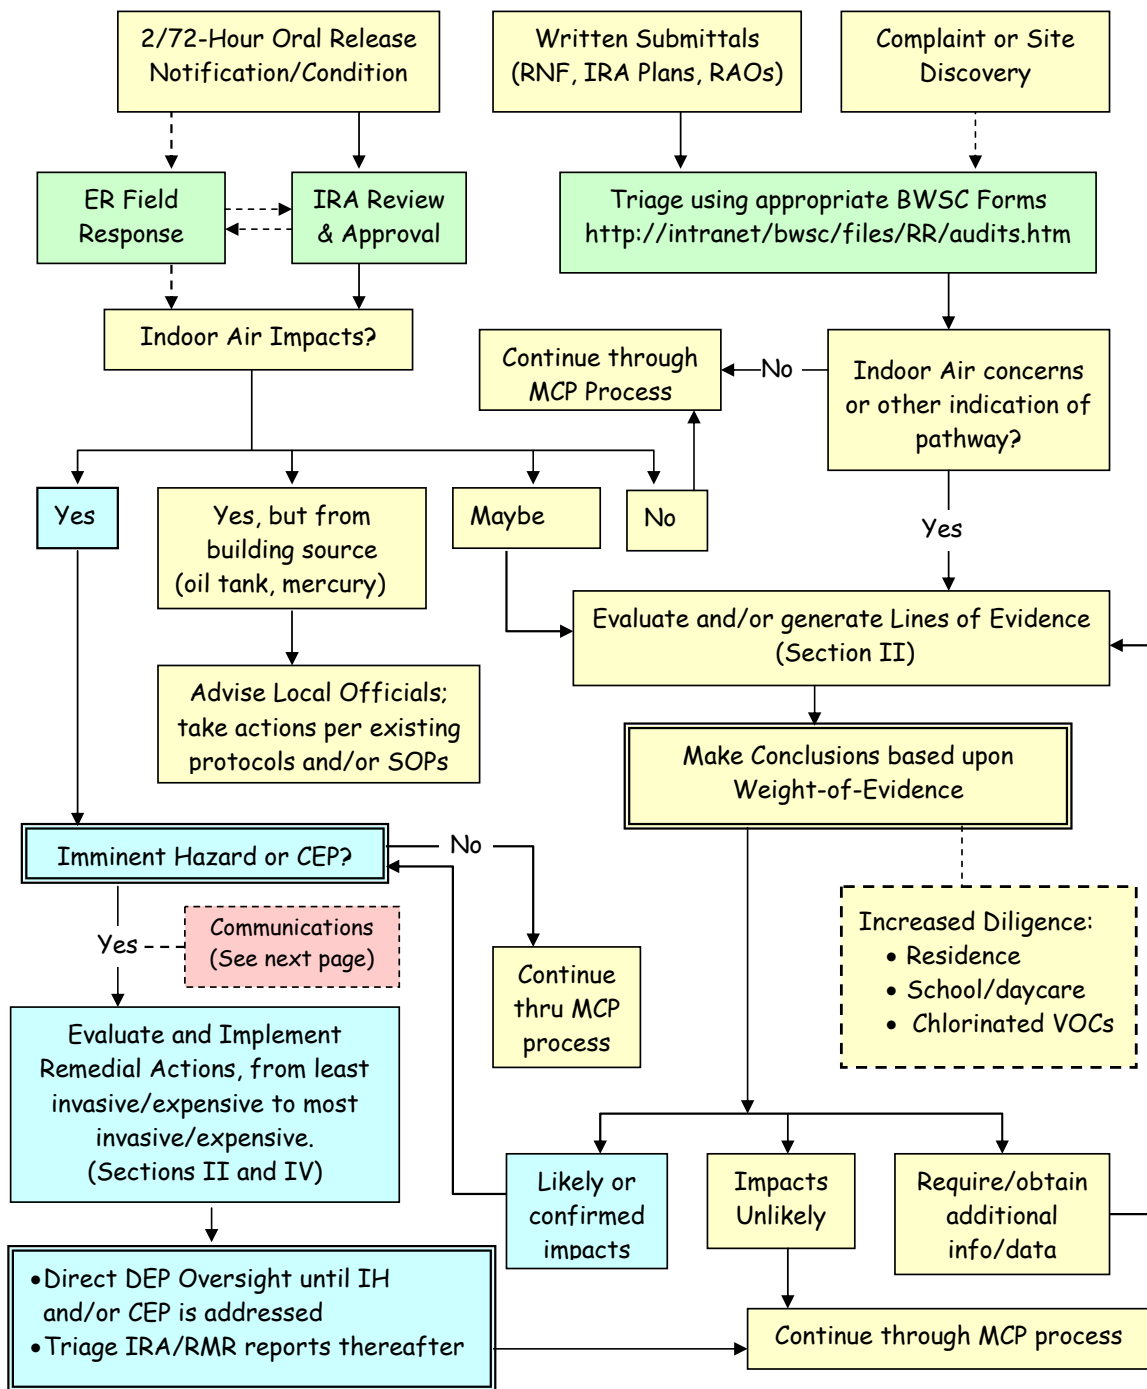 2/72-Hour Oral Release
Notification/Condition
Written Submittals
(RNF, IRA Plans, RAOs)
Complaint or Site
Discovery
ER Field
Response
IRA Review
& Approval
Triage using appropriate BWSC Forms
http://intranet/bwsc/files/RR/audits.htm
Indoor Air Impacts?
Continue through
MCP Process
No
Indoor Air concerns
or other indication of
pathway?
Yes
Yes, but from
building source
(oil tank, mercury)
Maybe
No
Yes
Evaluate and/or generate Lines of Evidence
(Section II)
Advise Local Officials;
take actions per existing
protocols and/or SOPs
Make Conclusions based upon
Weight-of-Evidence
Imminent Hazard or CEP?
No
Communications
(See next page)
Yes
Continue
thru MCP
process
Increased Diligence:
• Residence
• School/daycare
• Chlorinated VOCs
Evaluate and Implement
Remedial Actions, from least
invasive/expensive to most
invasive/expensive.
(Sections II and IV)
Likely or
confirmed
impacts
Impacts
Unlikely
Require/obtain
additional
info/data
• Direct DEP Oversight until IH
and/or CEP is addressed
• Triage IRA/RMR reports thereafter
Continue through MCP process